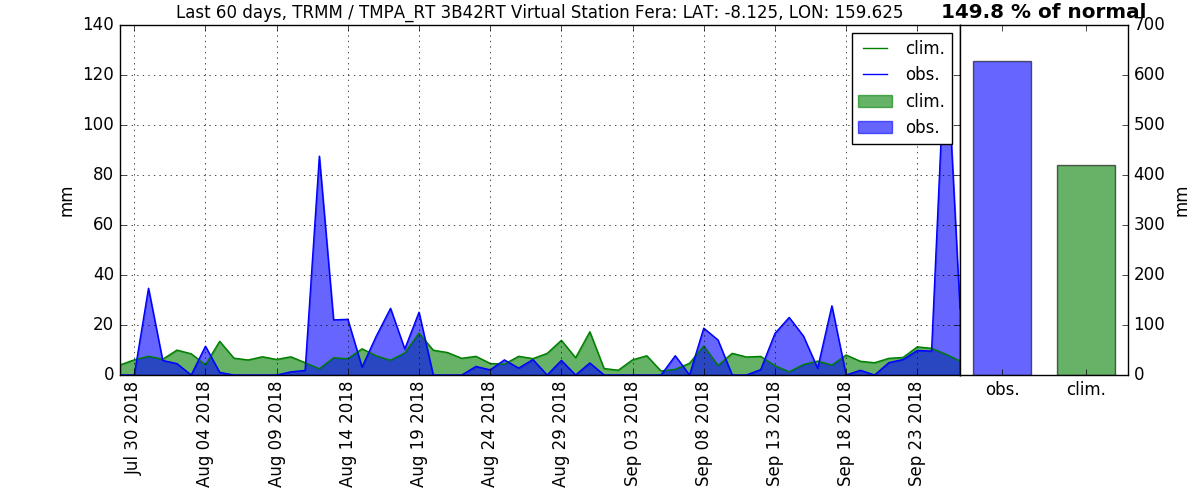 Last 60 days, TRMM / TMPA_RT 3B42RT Virtual Station Fera: LAT: -8.125, LON: 159.625
149.8 % of normal
mm
140
120
100
80
60
40
20
0
Jul 30 2018
Aug 04 2018
Aug 09 2018
Aug 14 2018
Aug 19 2018
Aug 24 2018
Aug 29 2018
Sep 03 2018
Sep 08 2018
Sep 13 2018
Sep 18 2018
Sep 23 2018
clim.
obs.
clim.
obs.
700
600
500
400
300
200
100
0
mm
obs.
clim.